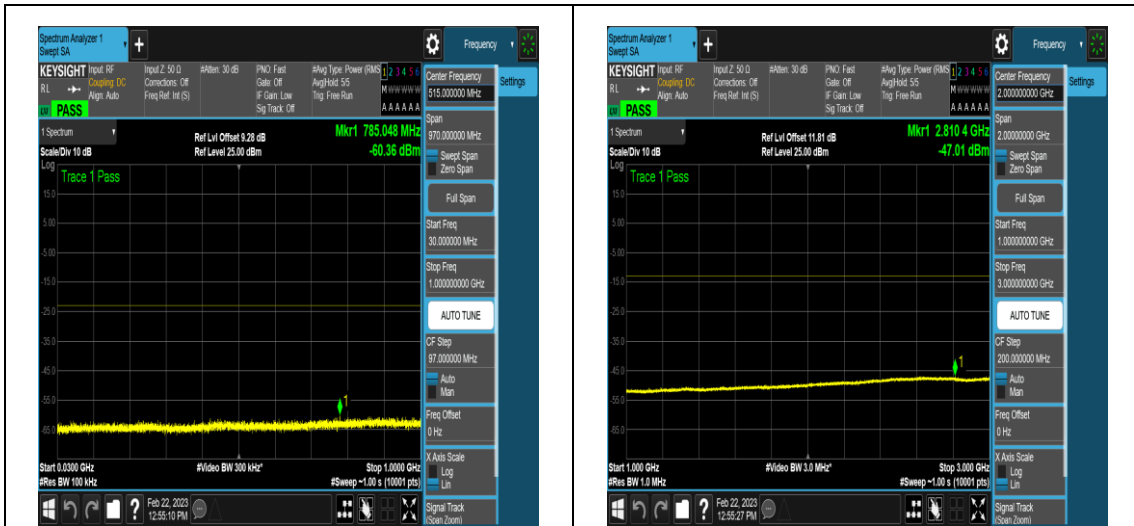 Spectrum Analyzer 1
Swept SA
Frequency
KEYSIGHT
RL
Input: RF
Coupling: DC
Align: Auto
Input Z: 50 Ω
Corrections: Off
Freq Ref: Int (S)
#Atten: 30 dB
PNO: Fast
Gate: Off
IF Gain: Low
Sig Track: Off
#Avg Type: Power (RMS
Avg|Hold: 5/5
Trig: Free Run
1 2 3 4 5 6
M W W W W W
A A A A A A
PASS
1 Spectrum
Scale/Div 10 dB
Ref Lvl Offset 9.28 dB
Ref Level 25.00 dBm
Mkr1 785.048 MHz
-60.36 dBm
Log
Trace 1 Pass
15.0
5.00
-5.00
-15.0
-25.0
-35.0
-45.0
-55.0
-65.0
1
Start 0.0300 GHz
#Res BW 100 kHz
#Video BW 300 kHz*
Stop 1.0000 GHz
#Sweep ~1.00 s (10001 pts)
Feb 22, 2023
12:55:10 PM
Center Frequency
515.000000 MHz
Settings
Span
970.000000 MHz
Swept Span
Zero Span
Full Span
Start Freq
30.000000 MHz
Stop Freq
1.000000000 GHz
AUTO TUNE
CF Step
97.000000 MHz
Auto
Man
Freq Offset
0 Hz
X Axis Scale
Log
Lin
Signal Track
(Span Zoom)
Spectrum Analyzer 1
Swept SA
Frequency
KEYSIGHT
RL
Input: RF
Coupling: DC
Align: Auto
Input Z: 50 Ω
Corrections: Off
Freq Ref: Int (S)
#Atten: 30 dB
PNO: Fast
Gate: Off
IF Gain: Low
Sig Track: Off
#Avg Type: Power (RMS
Avg|Hold: 5/5
Trig: Free Run
1 2 3 4 5 6
M W W W W W
A A A A A A
PASS
1 Spectrum
Scale/Div 10 dB
Ref Lvl Offset 11.81 dB
Ref Level 25.00 dBm
Mkr1 2.810 4 GHz
-47.01 dBm
Log
Trace 1 Pass
15.0
5.00
-5.00
-15.0
-25.0
-35.0
-45.0
-55.0
-65.0
1
Start 1.000 GHz
#Res BW 1.0 MHz
#Video BW 3.0 MHz*
Stop 3.000 GHz
#Sweep ~1.00 s (10001 pts)
Feb 22, 2023
12:55:27 PM
Center Frequency
2.000000000 GHz
Settings
Span
2.00000000 GHz
Swept Span
Zero Span
Full Span
Start Freq
1.000000000 GHz
Stop Freq
3.000000000 GHz
AUTO TUNE
CF Step
200.000000 MHz
Auto
Man
Freq Offset
0 Hz
X Axis Scale
Log
Lin
Signal Track
(Span Zoom)